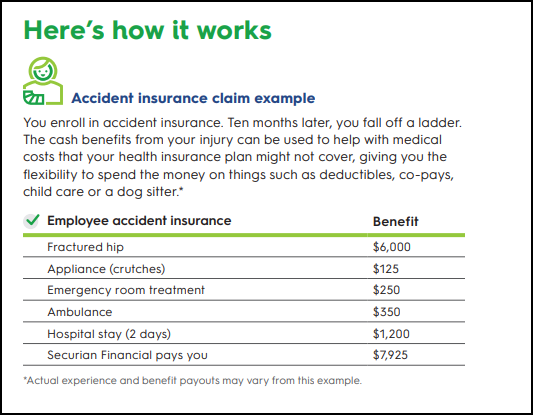 Here's how it works
Accident insurance claim example
You enroll in accident insurance. Ten months later, you fall off a ladder.
The cash benefits from your injury can be used to help with medical
costs that your health insurance plan might not cover, giving you the
flexibility to spend the money on things such as deductibles, co-pays,
child care or a dog sitter.*
Employee accident insurance Benefit
Fractured hip $6,000
Appliance (crutches) $125
Emergency room treatment $250
Ambulance $350
Hospital stay (2 days) $1,200
Securian Financial pays you $7,925
*Actual experience and benefit payouts may vary from this example.